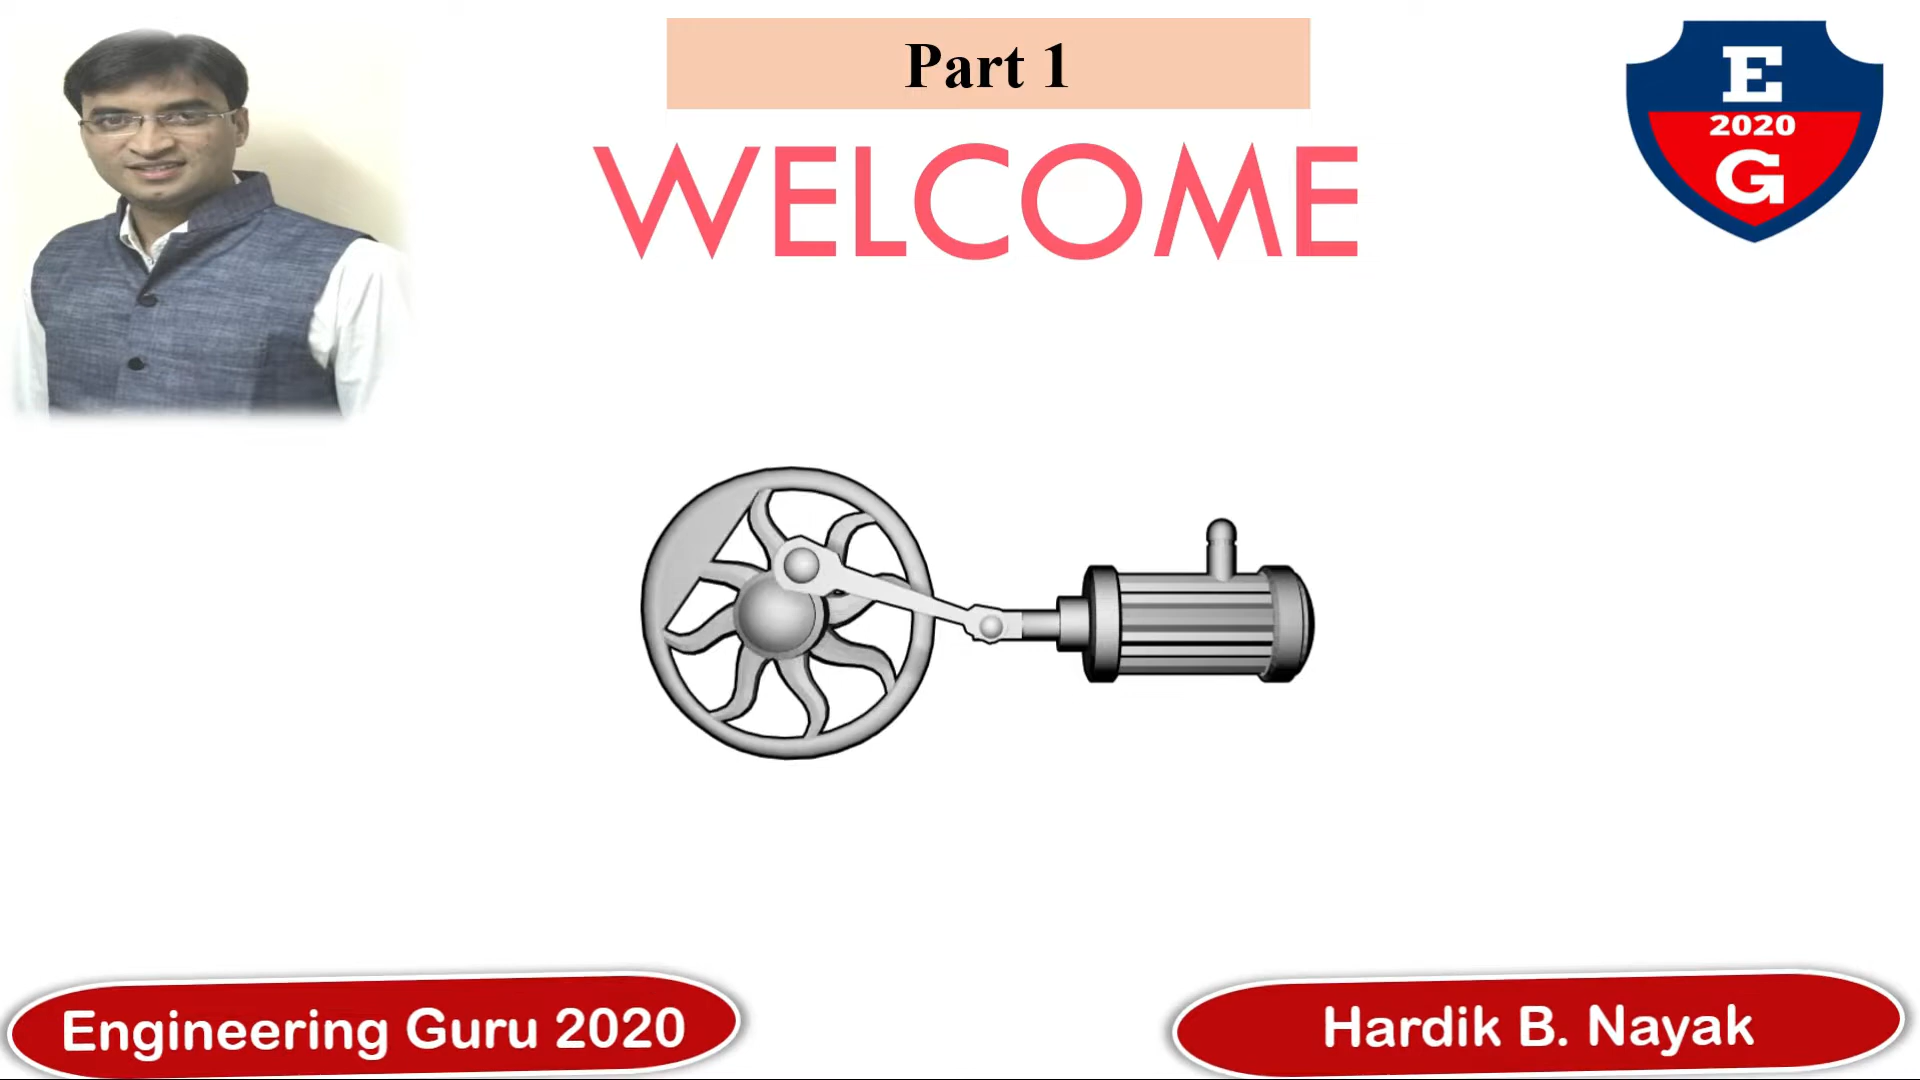 Part 1
WELCOME
E
2020
G
Engineering Guru 2020
Hardik B. Nayak